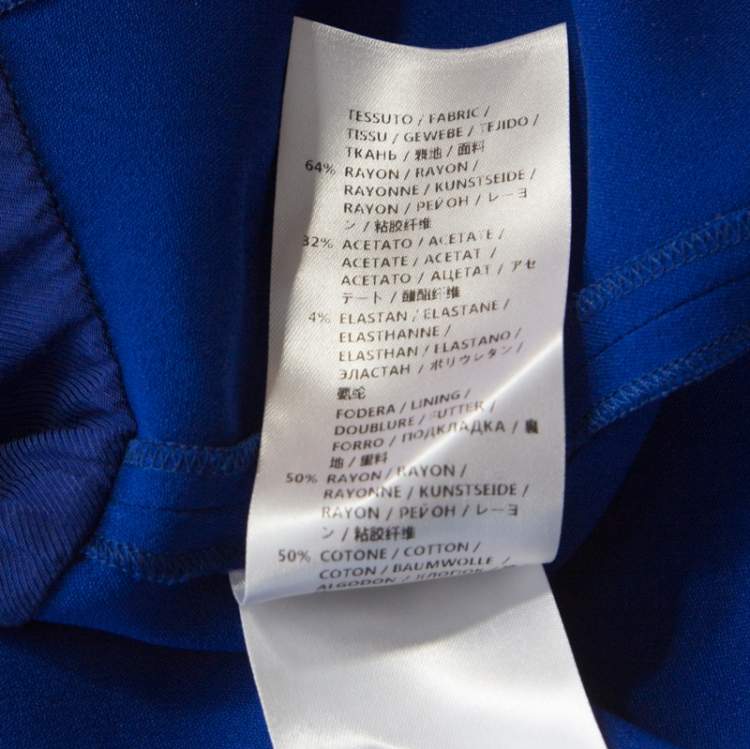 TESSUTO / FABRIC /
TISSU / GEWEBE / TEJIDO /
ТКАНЬ / 表地 / 面料
64% RAYON / RAYON /
RAYONNE / KUNSTSEIDE /
RAYON / РЕЙОН / レーヨ
ン / 粘胶纤维
32% ACETATO / ACETATE /
ACETATE / ACETAT /
ACETATO / АЦЕТАТ / アセ
テート / 醋酯纤维
4% ELASTAN / ELASTANE /
ELASTHANNE /
ELASTHAN / ELASTANO /
ЭЛАСТАН / ポリウレタン /
氨纶
FODERA / LINING /
DOUBLURE / FUTTER /
FORRO / ПОДКЛАДКА / 裏
地 / 里料
50% RAYON / RAYON /
RAYONNE / KUNSTSEIDE /
RAYON / РЕЙОН / レーヨ
ン / 粘胶纤维
50% COTONE / COTTON /
COTON / BAUMWOLLE /
ALGODON / ХЛОПОК